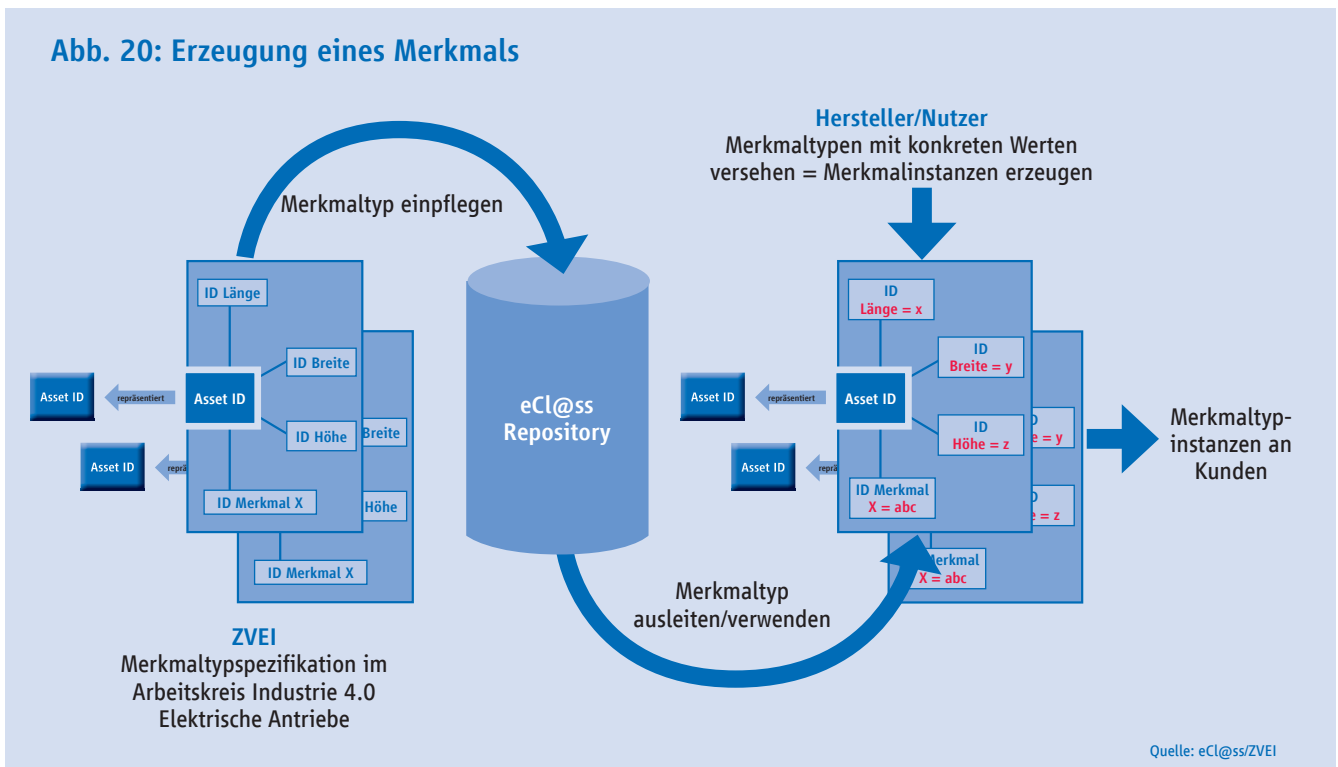 Abb. 20: Erzeugung eines Merkmals
Merkmaltyp einpflegen
ID Länge
ID Breite
ID Höhe
ID Merkmal X
Asset ID
repräsentiert
Asset ID
Asset ID
Breite
Höhe
ID Merkmal X
ZVEI
Merkmaltypspezifikation im
Arbeitskreis Industrie 4.0
Elektrische Antriebe
eCl@ss
Repository
Merkmaltyp
ausleiten/verwenden
Hersteller/Nutzer
Merkmaltypen mit konkreten Werten
versehen = Merkmalinstanzen erzeugen
ID
Länge = x
ID
Breite = y
ID
Höhe = z
ID Merkmal
X = abc
Asset ID
repräsentiert
Asset ID
Asset ID
e = y
e = z
X = abc
Merkmaltyp-
instanzen an
Kunden
Quelle: eCl@ss/ZVEI